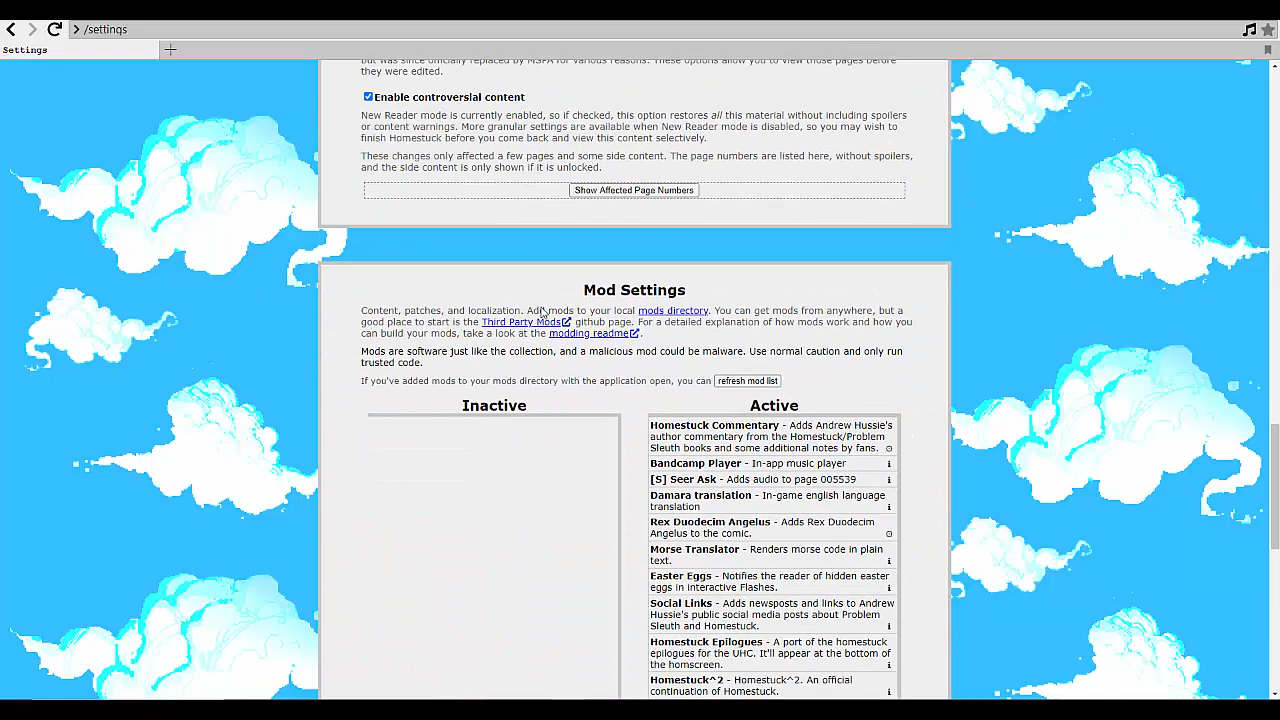 /settings
Settings
but was since officially replaced by MSPA for various reasons. These options allow you to view those pages before
they were edited.
Enable controversial content
New Reader mode is currently enabled, so if checked, this option restores all this material without including spoilers
or content warnings. More granular settings are available when New Reader mode is disabled, so you may wish to
finish Homestuck before you come back and view this content selectively.
These changes only affected a few pages and some side content. The page numbers are listed here, without spoilers,
and the side content is only shown if it is unlocked.
Show Affected Page Numbers
Mod Settings
Content, patches, and localization. Add mods to your local mods directory. You can get mods from anywhere, but a
good place to start is the Third Party Mods github page. For a detailed explanation of how mods work and how you
can build your mods, take a look at the modding readme.
Mods are software just like the collection, and a malicious mod could be malware. Use normal caution and only run
trusted code.
If you've added mods to your mods directory with the application open, you can refresh mod list
Inactive
Active
Homestuck Commentary - Adds Andrew Hussie's
author commentary from the Homestuck/Problem
Sleuth books and some additional notes by fans.
Bandcamp Player - In-app music player
[S] Seer Ask - Adds audio to page 005539
Damara translation - In-game english language
translation
Rex Duodecim Angelus - Adds Rex Duodecim
Angelus to the comic.
Morse Translator - Renders morse code in plain
text.
Easter Eggs - Notifies the reader of hidden easter
eggs in interactive Flashes.
Social Links - Adds newsposts and links to Andrew
Hussie's public social media posts about Problem
Sleuth and Homestuck.
Homestuck Epilogues - A port of the homestuck
epilogues for the UHC. It'll appear at the bottom of
the homscreen.
Homestuck^2 - Homestuck^2. An official
continuation of Homestuck.